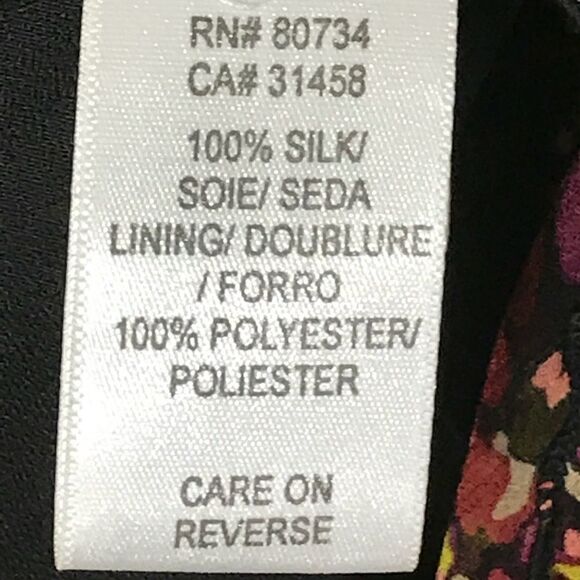 RN# 80734
CA# 31458
100% SILK/
SOIE/ SEDA
LINING/ DOUBLURE
/ FORRO
100% POLYESTER/
POLIESTER
CARE ON
REVERSE